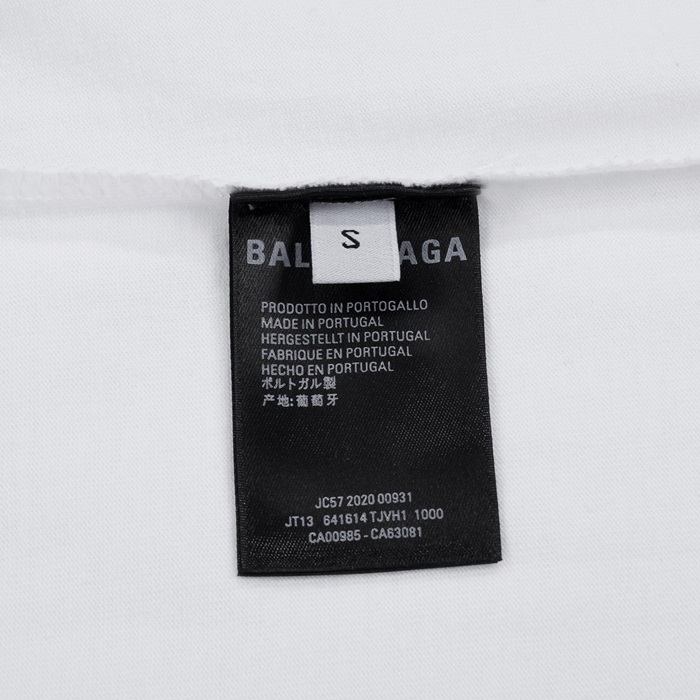 S
BAL AGA
PRODOTTO IN PORTOGALLO
MADE IN PORTUGAL
HERGESTELLT IN PORTUGAL
FABRIQUE EN PORTUGAL
HECHO EN PORTUGAL
ポルトガル製
产地:葡萄牙
JC57 2020 00931
JT13 641614 TJVH1 1000
CA00985 - CA63081